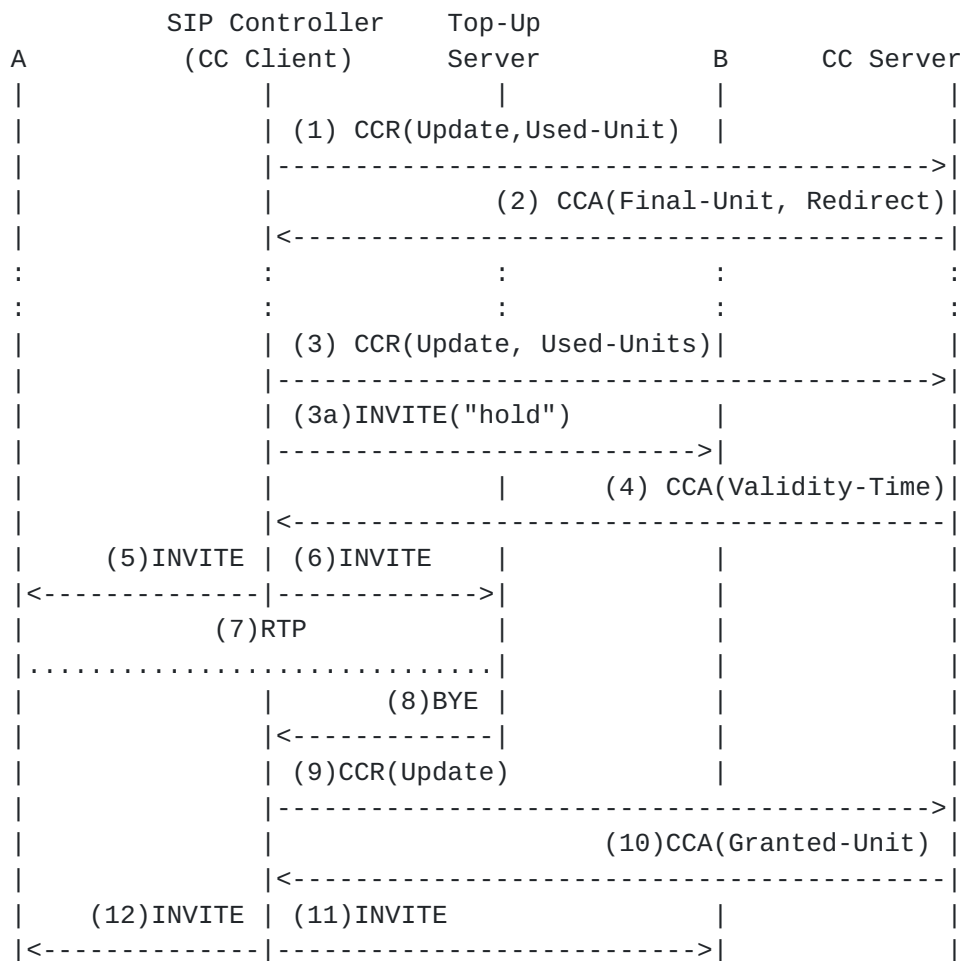 SIP Controller Top-Up
A (CC Client) Server B CC Server
(1) CCR(Update,Used-Unit)
(2) CCA(Final-Unit, Redirect)
(3) CCR(Update, Used-Units)
(3a)INVITE("hold")
(4) CCA(Validity-Time)
(5)INVITE (6)INVITE
(7)RTP
(8)BYE
(9)CCR(Update)
(10)CCA(Granted-Unit)
(12)INVITE (11)INVITE